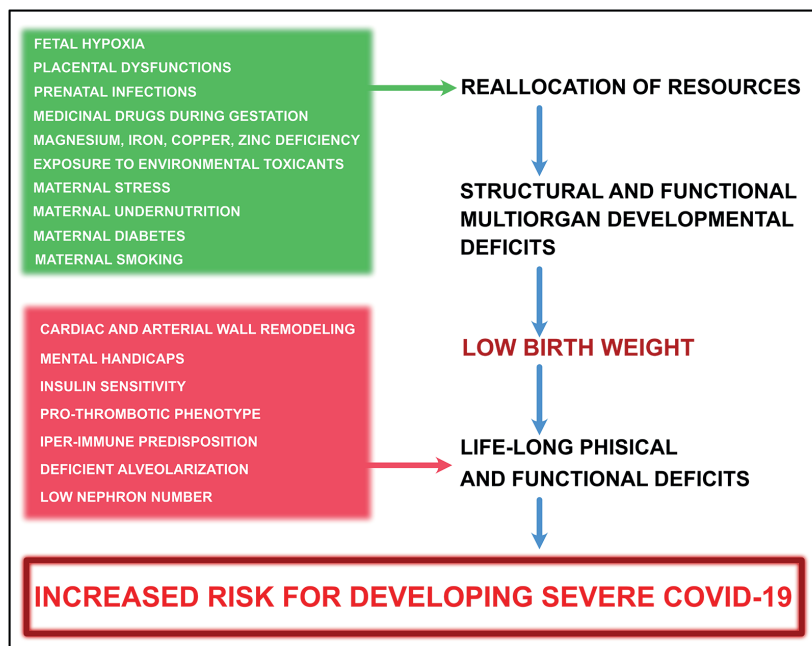 FETAL HYPOXIA
PLACENTAL DYSFUNCTIONS
PRENATAL INFECTIONS
MEDICINAL DRUGS DURING GESTATION
MAGNESIUM, IRON, COPPER, ZINC DEFICIENCY
EXPOSURE TO ENVIRONMENTAL TOXICANTS
MATERNAL STRESS
MATERNAL UNDERNUTRITION
MATERNAL DIABETES
MATERNAL SMOKING
REALLOCATION OF RESOURCES
STRUCTURAL AND FUNCTIONAL
MULTIORGAN DEVELOPMENTAL
DEFICITS
LOW BIRTH WEIGHT
CARDIAC AND ARTERIAL WALL REMODELING
MENTAL HANDICAPS
INSULIN SENSITIVITY
PRO-THROMBOTIC PHENOTYPE
IPER-IMMUNE PREDISPOSITION
DEFICIENT ALVEOLARIZATION
LOW NEPHRON NUMBER
LIFE-LONG PHISICAL
AND FUNCTIONAL DEFICITS
INCREASED RISK FOR DEVELOPING SEVERE COVID-19